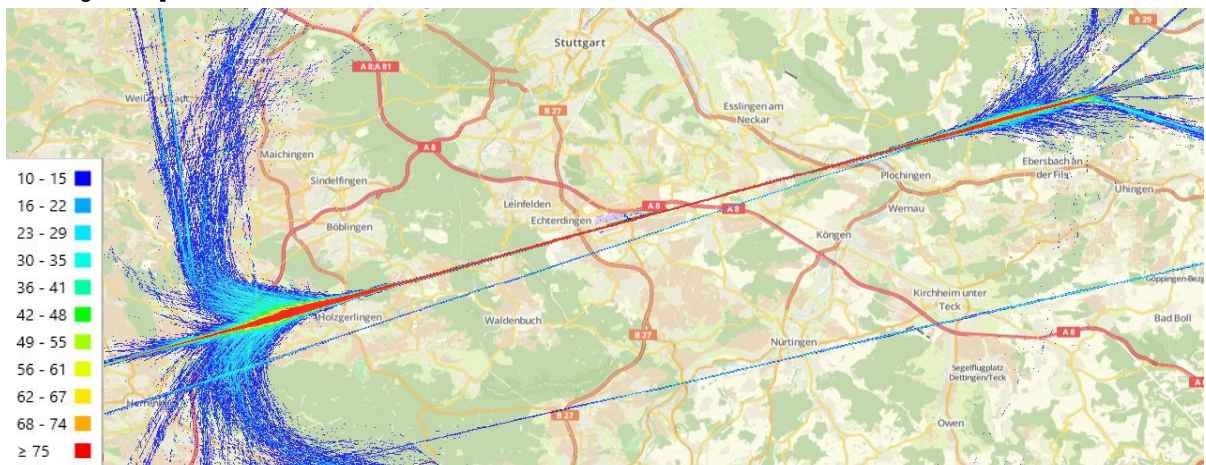 B 29
Stuttgart
A 8;A 81
B 27
Esslingen am
Neckar
Maichingen
A 8
Sindelfingen
Ebersbach an
der Fils
Plochingen
Uhingen
Leinfelden
Echterdingen
A 8
A 8
Wernau
Böblingen
Köngen
Göppingen-Bezg
Kirchheim unter
Teck
Holzgerlingen
Waldenbuch
B 27
Nürtingen
A 8
Bad Boll
Segelflugplatz
Dettingen/Teck
B 27
Owen
10 - 15
16 - 22
23 - 29
30 - 35
36 - 41
42 - 48
49 - 55
56 - 61
62 - 67
68 - 74
≥ 75